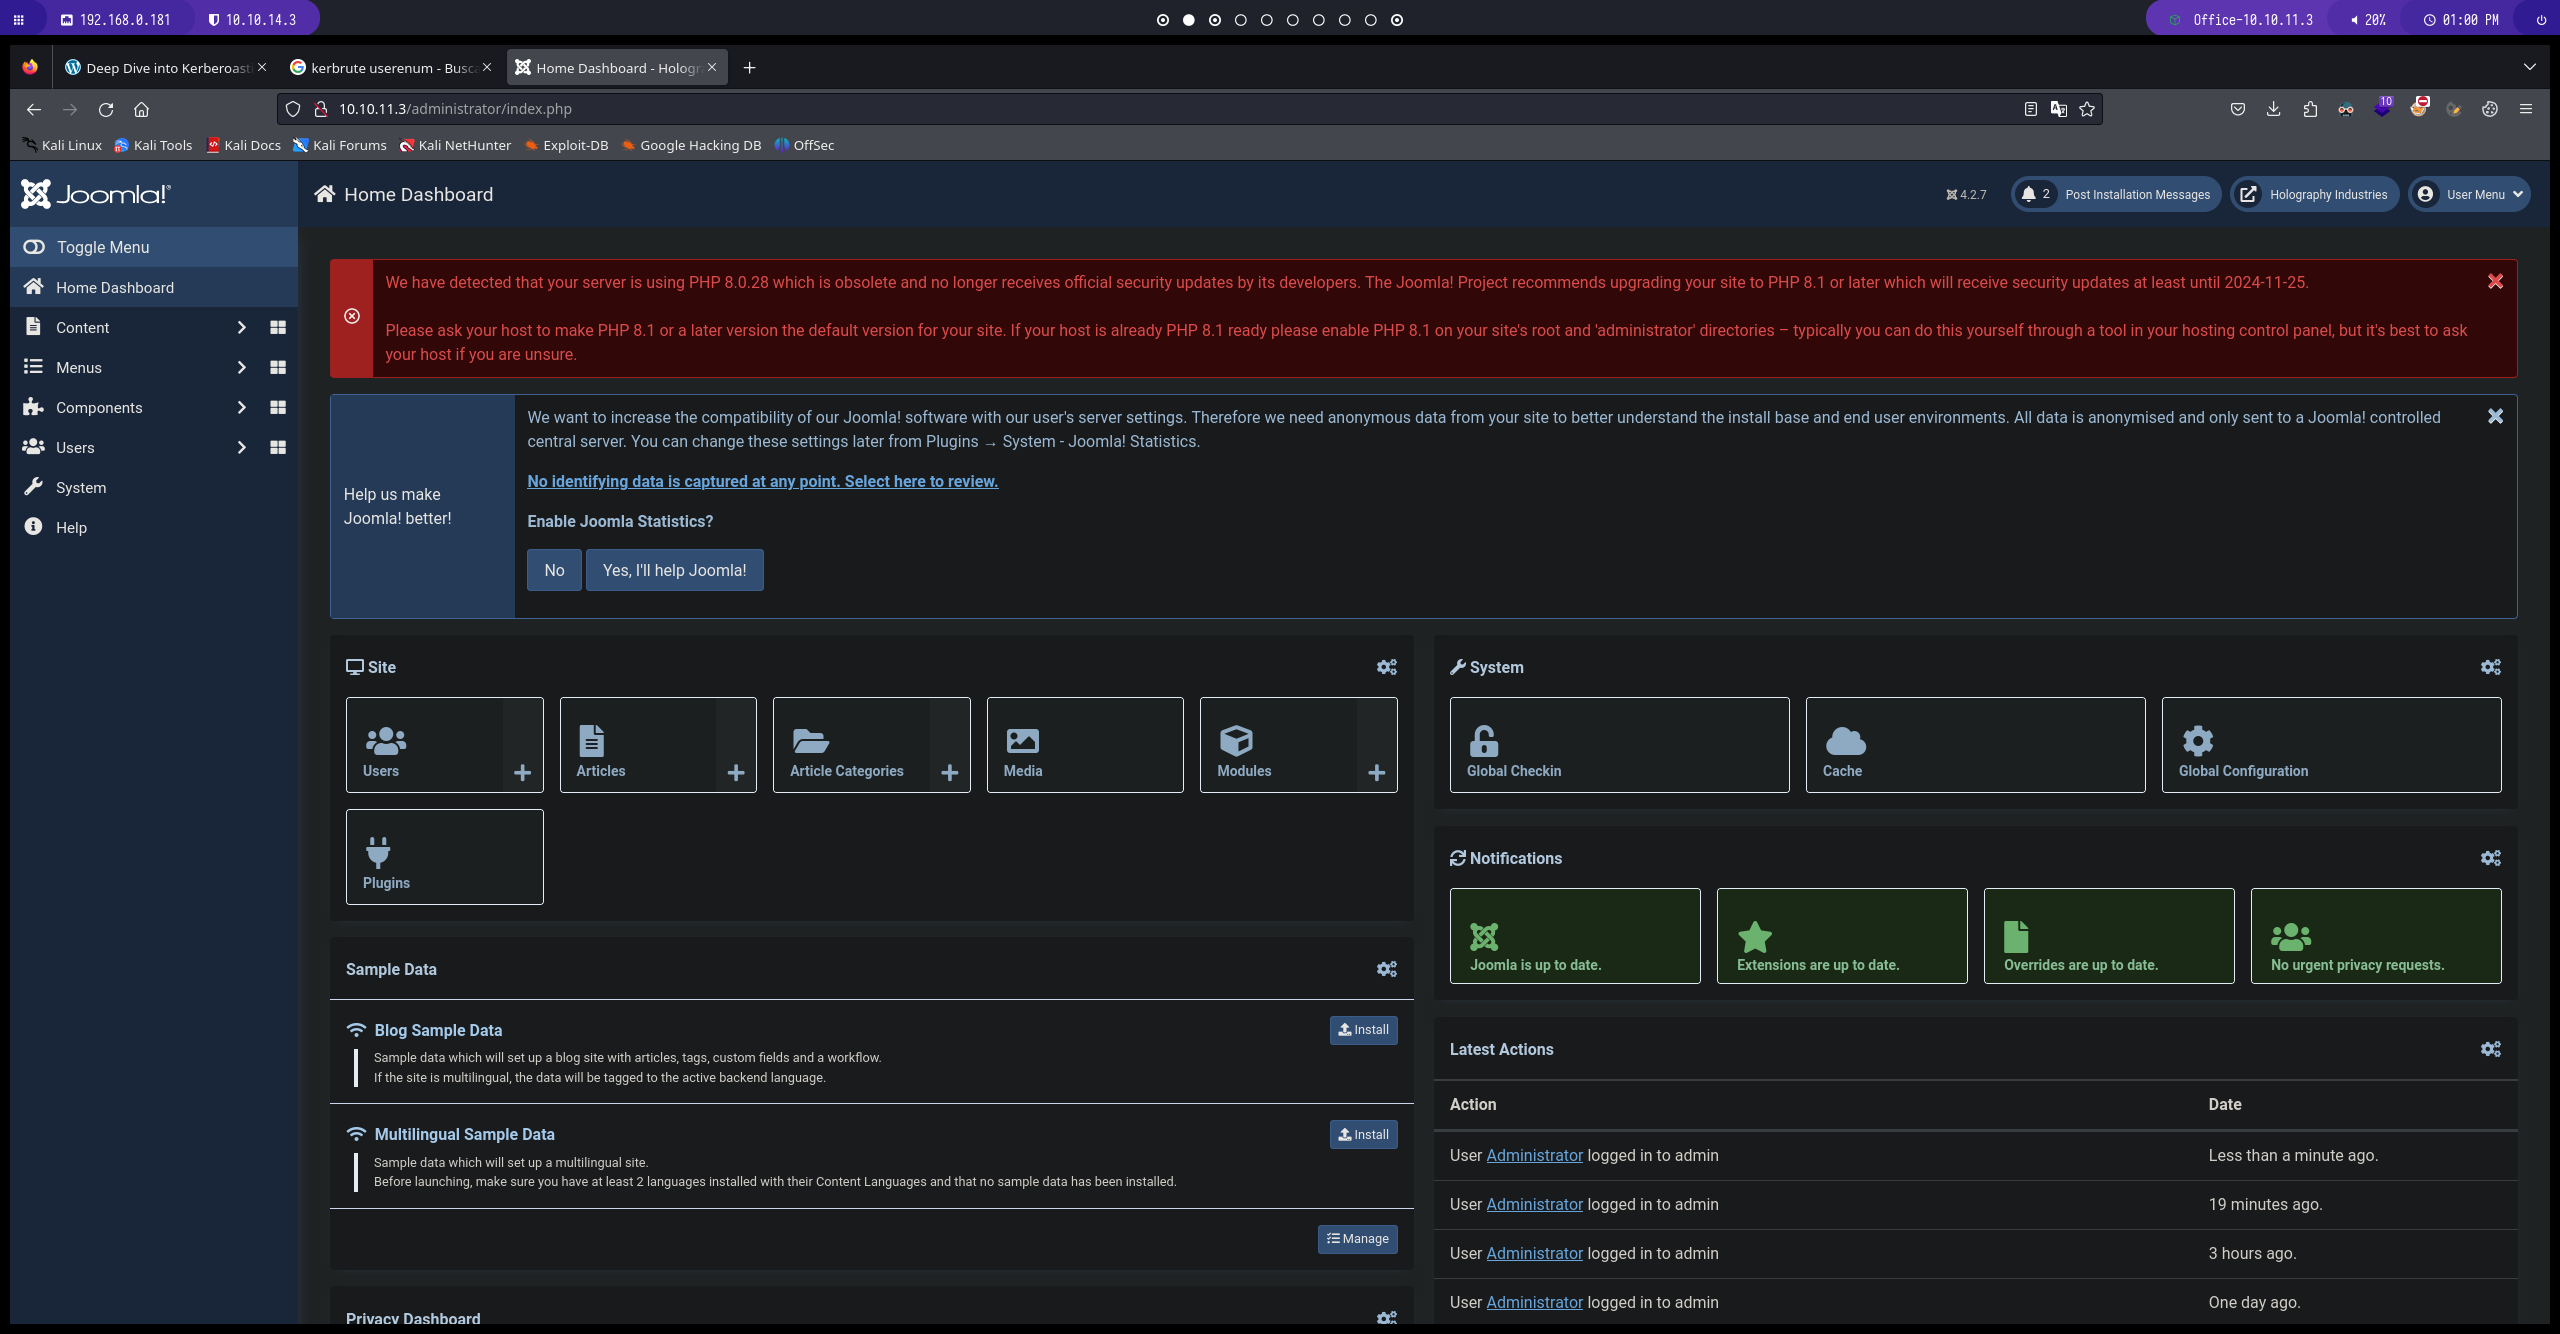 192.168.0.181
10.10.14.3
Office-10.10.11.3
20%
01:00 PM
Deep Dive into Kerberoast
kerbrute userenum - Busc
Home Dashboard - Hologr
10.10.11.3/administrator/index.php
10
Kali Linux
Kali Tools
Kali Docs
Kali Forums
Kali NetHunter
Exploit-DB
Google Hacking DB
OffSec
Joomla!®
Home Dashboard
4.2.7
2 Post Installation Messages
Holography Industries
User Menu
Toggle Menu
Home Dashboard
Content
Menus
Components
Users
System
Help
We have detected that your server is using PHP 8.0.28 which is obsolete and no longer receives official security updates by its developers. The Joomla! Project recommends upgrading your site to PHP 8.1 or later which will receive security updates at least until 2024-11-25.
Please ask your host to make PHP 8.1 or a later version the default version for your site. If your host is already PHP 8.1 ready please enable PHP 8.1 on your site's root and 'administrator' directories – typically you can do this yourself through a tool in your hosting control panel, but it's best to ask
your host if you are unsure.
Help us make
Joomla! better!
We want to increase the compatibility of our Joomla! software with our user's server settings. Therefore we need anonymous data from your site to better understand the install base and end user environments. All data is anonymised and only sent to a Joomla! controlled
central server. You can change these settings later from Plugins → System - Joomla! Statistics.
No identifying data is captured at any point. Select here to review.
Enable Joomla Statistics?
No
Yes, I'll help Joomla!
Site
Users
Articles
Article Categories
Media
Modules
Plugins
Sample Data
Blog Sample Data
Install
Sample data which will set up a blog site with articles, tags, custom fields and a workflow.
If the site is multilingual, the data will be tagged to the active backend language.
Multilingual Sample Data
Install
Sample data which will set up a multilingual site.
Before launching, make sure you have at least 2 languages installed with their Content Languages and that no sample data has been installed.
Manage
Privacy Dashboard
System
Global Checkin
Cache
Global Configuration
Notifications
Joomla is up to date.
Extensions are up to date.
Overrides are up to date.
No urgent privacy requests.
Latest Actions
Action Date
User Administrator logged in to admin Less than a minute ago.
User Administrator logged in to admin 19 minutes ago.
User Administrator logged in to admin 3 hours ago.
User Administrator logged in to admin One day ago.